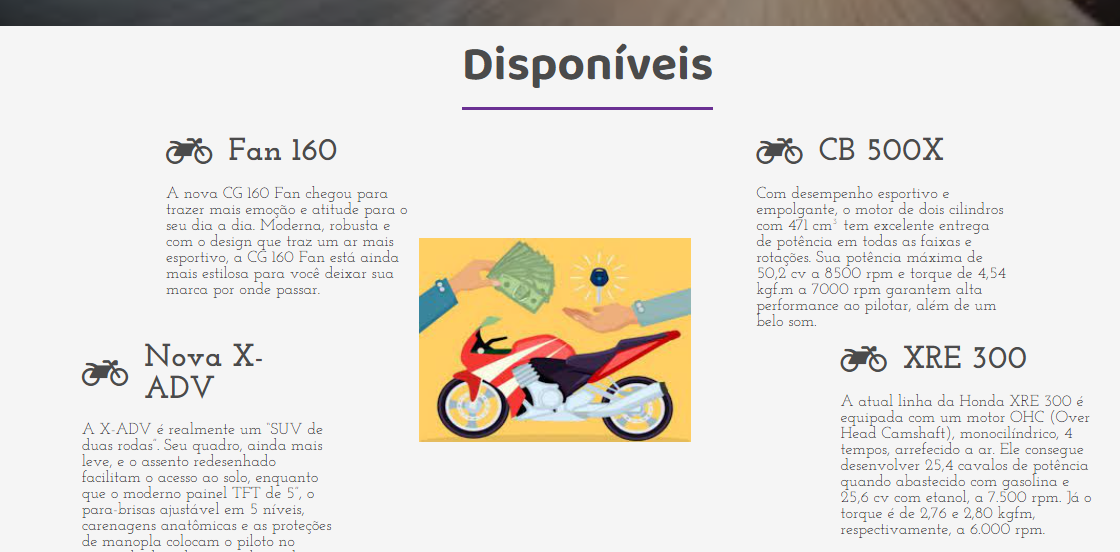 Disponíveis
Fan 160
A nova CG 160 Fan chegou para
trazer mais emoção e atitude para o
seu dia a dia. Moderna, robusta e
com o design que traz um ar mais
esportivo, a CG 160 Fan está ainda
mais estilosa para você deixar sua
marca por onde passar.
Nova X-
ADV
A X-ADV é realmente um "SUV de
duas rodas". Seu quadro, ainda mais
leve, e o assento redesenhado
facilitam o acesso ao solo, enquanto
que o moderno painel TFT de 5", o
para-brisas ajustável em 5 níveis,
carenagens anatômicas e as proteções
de manopla colocam o piloto no
CB 500X
Com desempenho esportivo e
empolgante, o motor de dois cilindros
com 471 cm³ tem excelente entrega
de potência em todas as faixas e
rotações. Sua potência máxima de
50,2 cv a 8500 rpm e torque de 4,54
kgf.m a 7000 rpm garantem alta
performance ao pilotar, além de um
belo som.
XRE 300
A atual linha da Honda XRE 300 é
equipada com um motor OHC (Over
Head Camshaft), monocilíndrico, 4
tempos, arrefecido a ar. Ele consegue
desenvolver 25,4 cavalos de potência
quando abastecido com gasolina e
25,6 cv com etanol, a 7.500 rpm. Já o
torque é de 2,76 e 2,80 kgfm,
respectivamente, a 6.000 rpm.